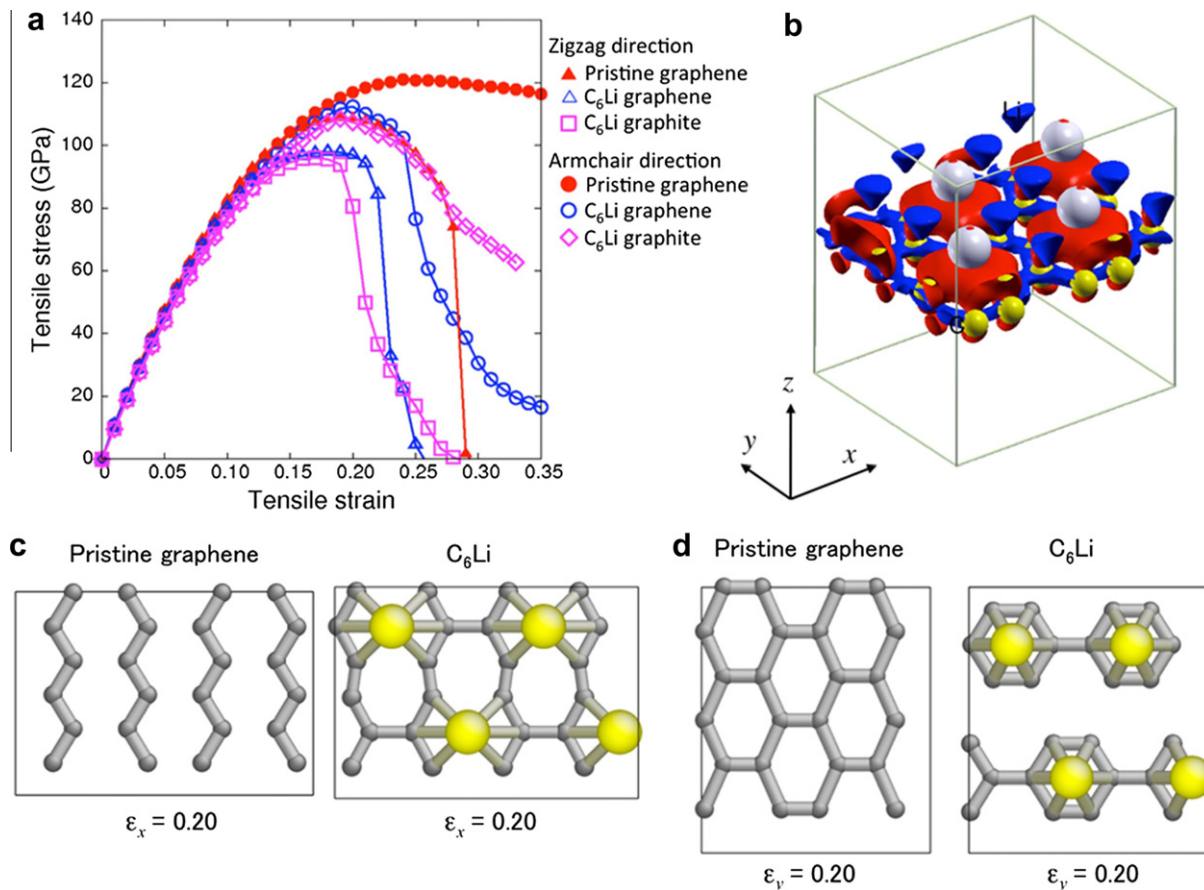 a
140
120
100
80
60
40
20
0
0
0.05
0.10
0.15
0.20
0.25
0.30
0.35
Tensile stress (GPa)
Tensile strain
Zigzag direction
Pristine graphene
C₆Li graphene
C₆Li graphite
Armchair direction
Pristine graphene
C₆Li graphene
C₆Li graphite
b
Li
C
z
y
x
c
Pristine graphene
C₆Li
εₓ = 0.20
εₓ = 0.20
d
Pristine graphene
C₆Li
ε_y = 0.20
ε_y = 0.20